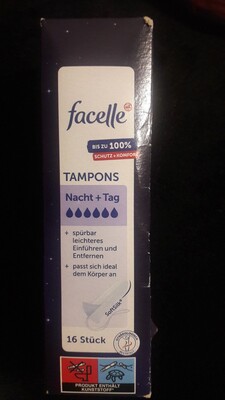 facelle
BIS ZU 100%
SCHUTZ + KOMFORT
TAMPONS
Nacht + Tag
+ spürbar
leichteres
Einführen und
Entfernen
+ passt sich ideal
dem Körper an
SoftSilk®
16 Stück
PRODUKT ENTHÄLT
KUNSTSTOFF